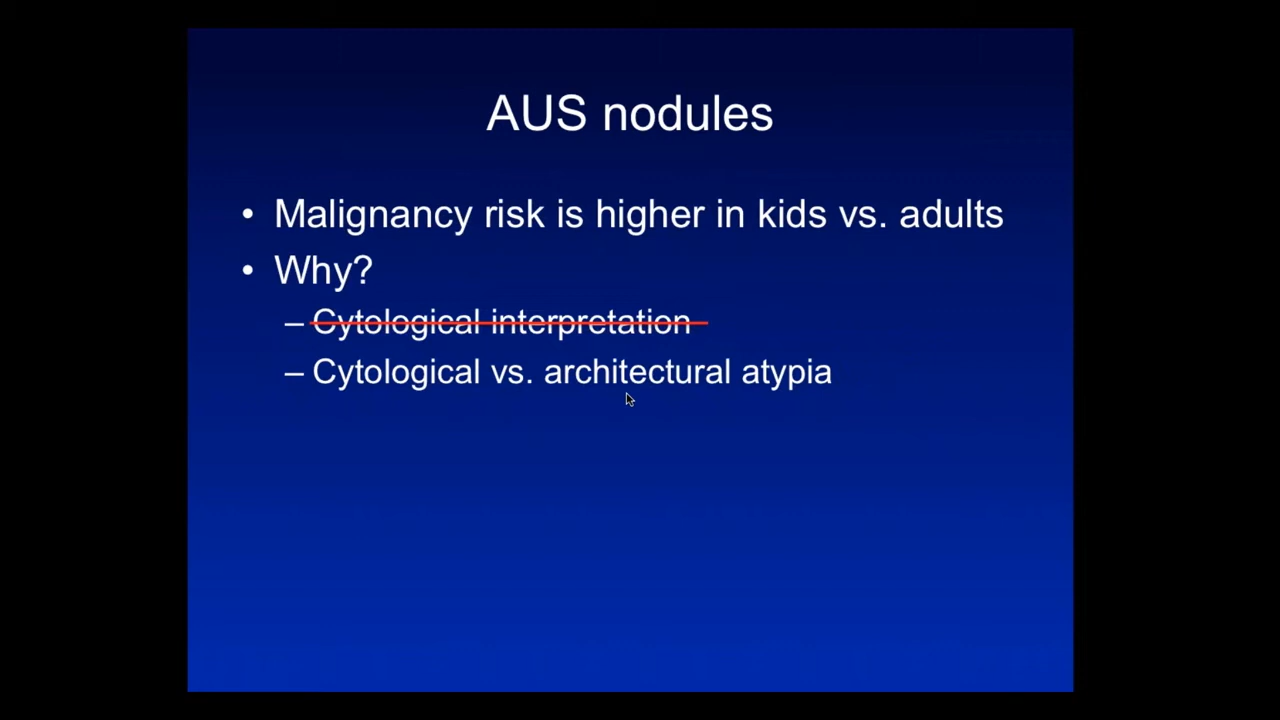 AUS nodules
• Malignancy risk is higher in kids vs. adults
• Why?
– Cytological interpretation
– Cytological vs. architectural atypia